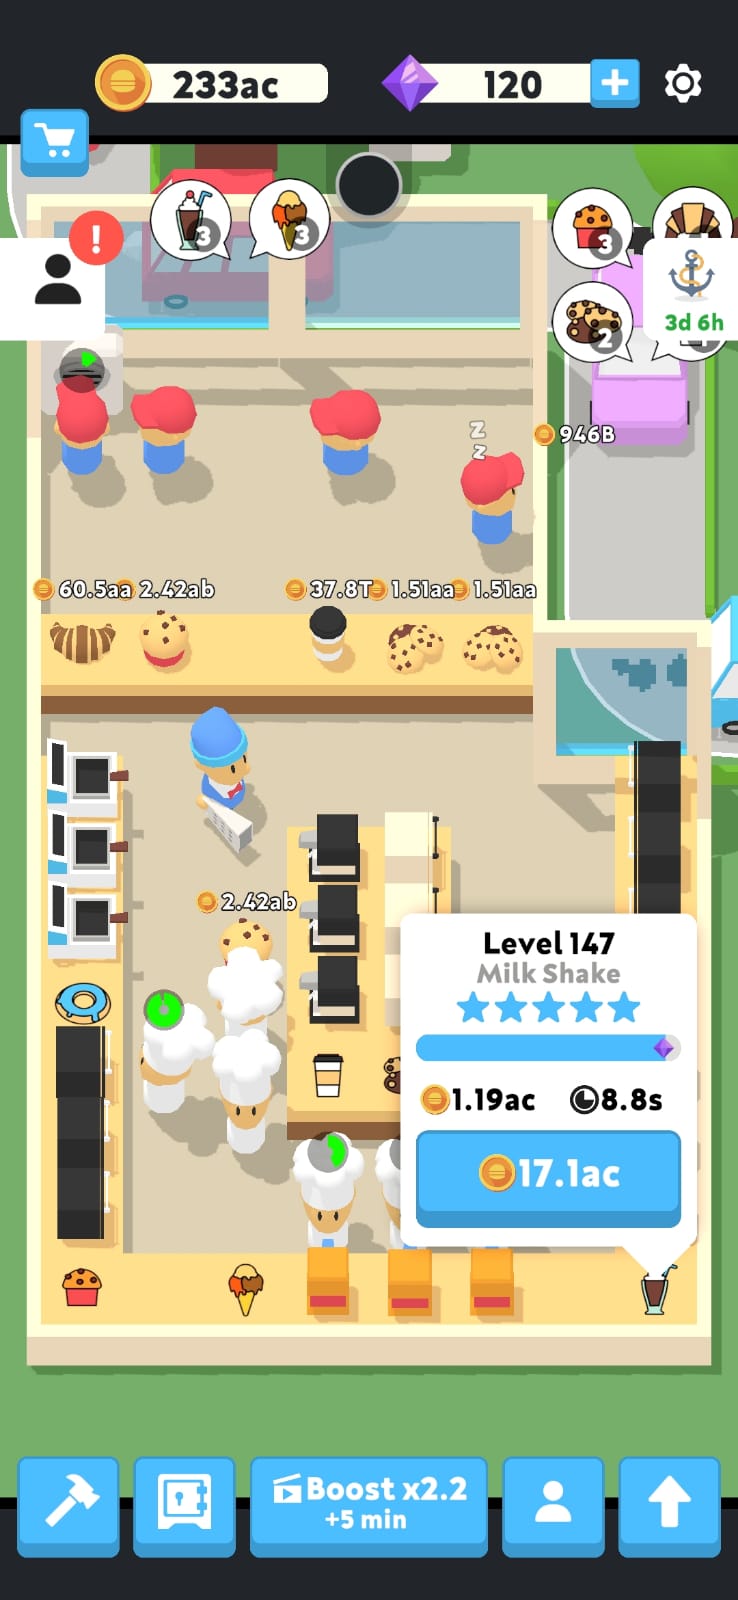 233ac
120
3
3
3
2
3d 6h
z
z
946B
60.5aa
2.42ab
37.8T
1.51aa
1.51aa
2.42ab
Level 147
Milk Shake
1.19ac
8.8s
17.1ac
Boost x2.2
+5 min